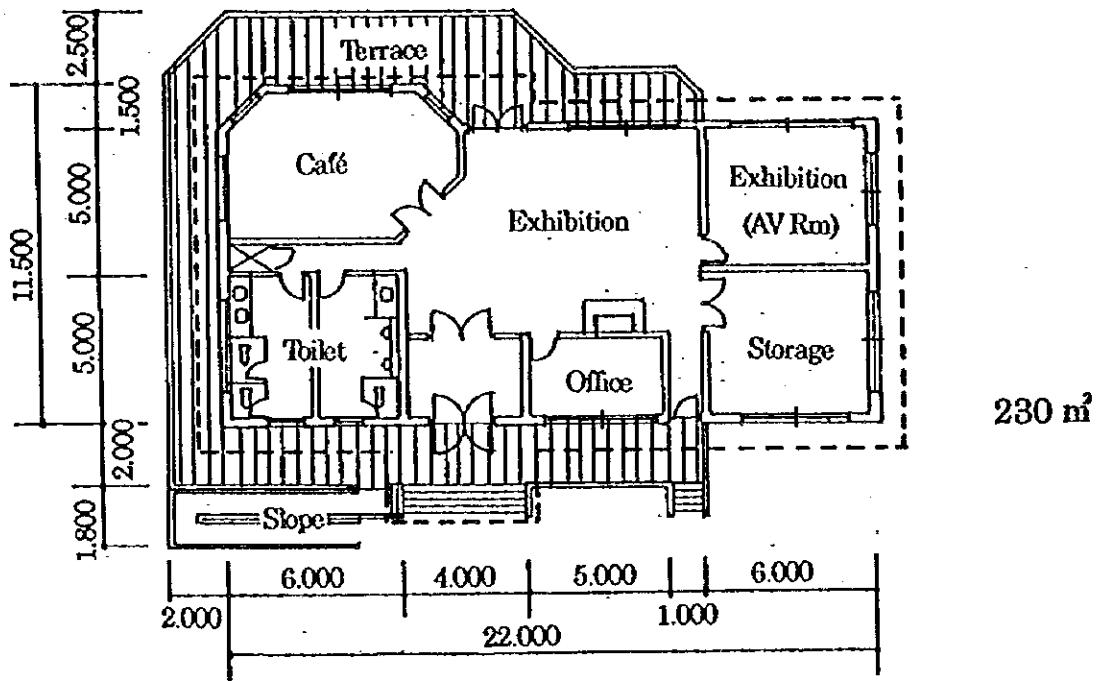 2.500
1.500
5.000
11.500
5.000
2.000
1.800
Terrace
Café
Exhibition
Exhibition
(AV Rm)
Toilet
Office
Storage
230 ㎡
Slope
6.000
4.000
5.000
6.000
2.000
1.000
22.000